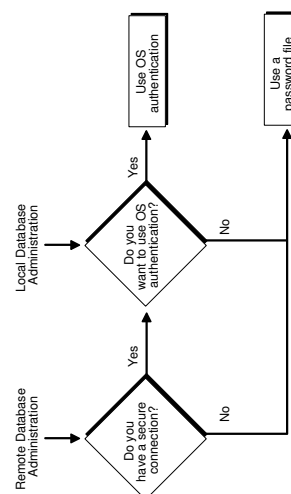 Remote Database
Administration
Local Database
Administration
Do you
have a secure
connection?
Yes
Do you
want to use OS
authentication?
Yes
Use OS
authentication
No
No
Use a
password file